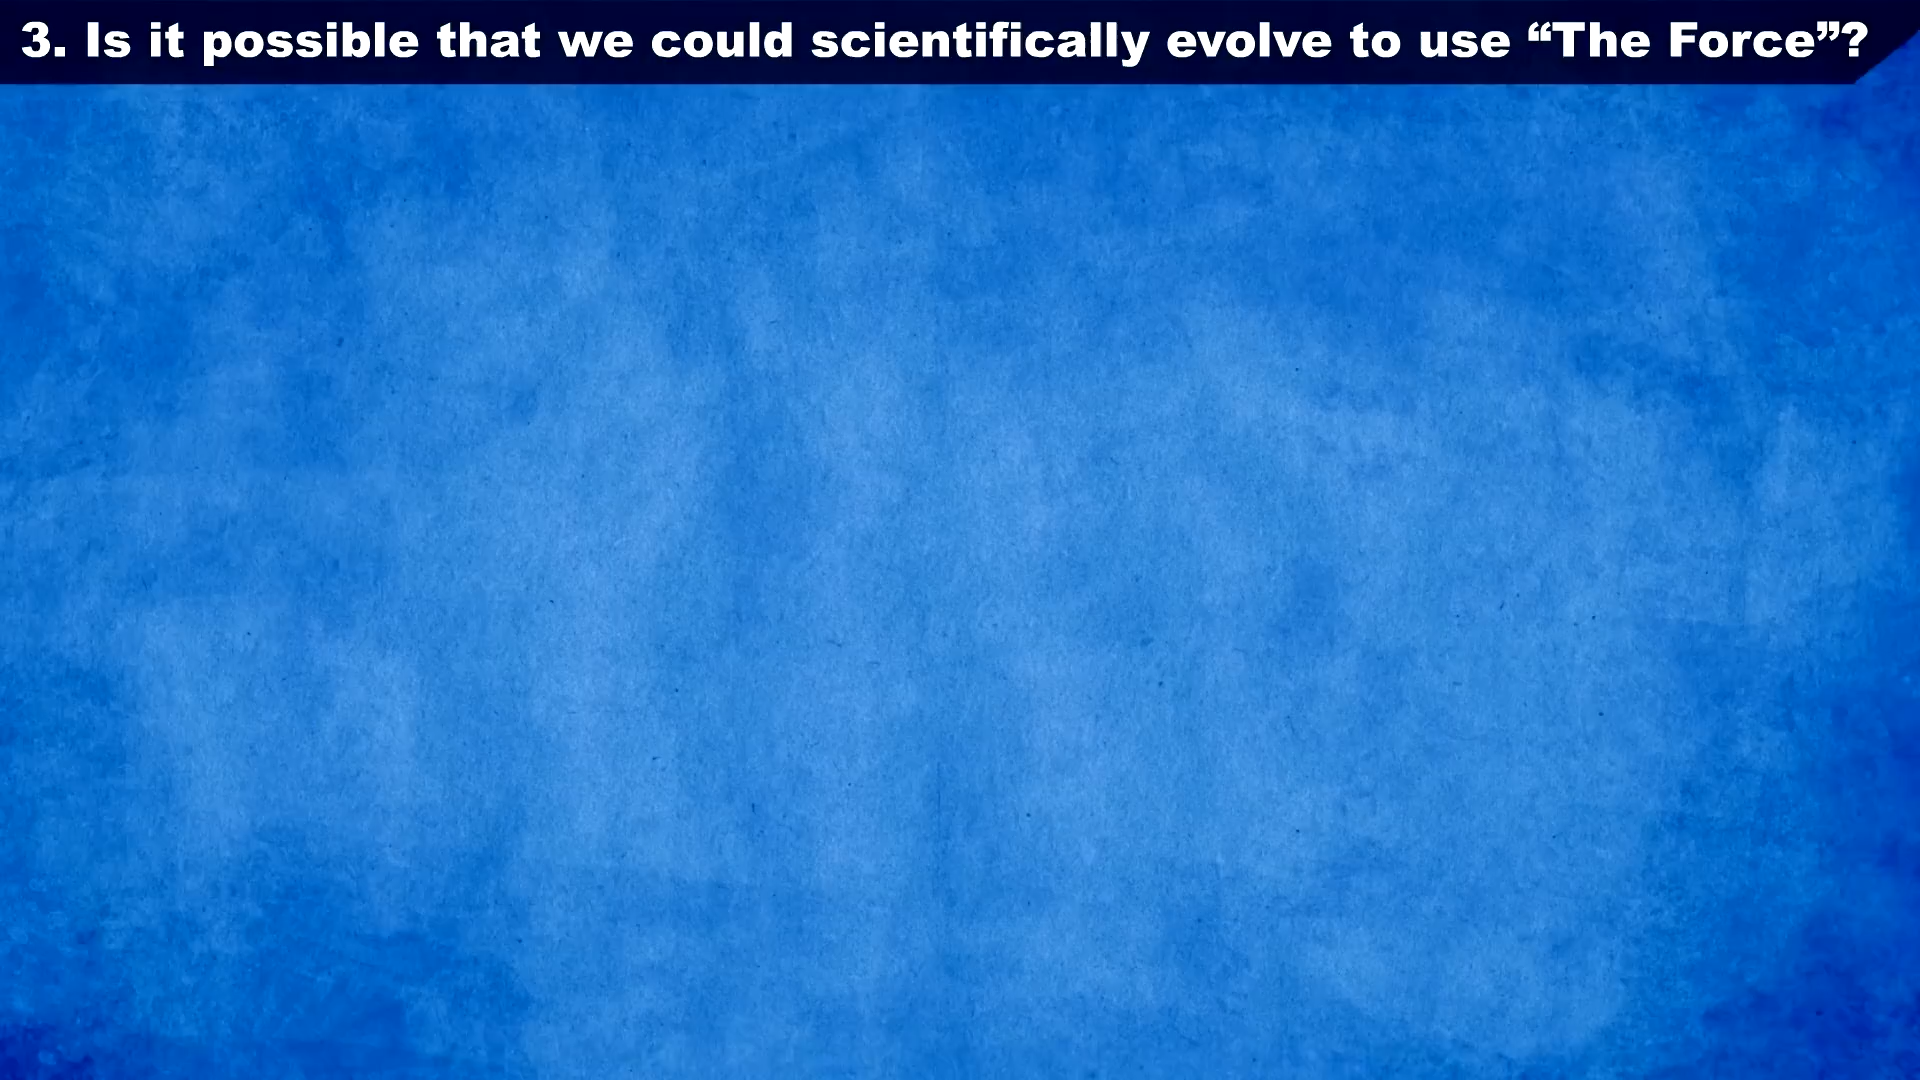 3. Is it possible that we could scientifically evolve to use “The Force”?